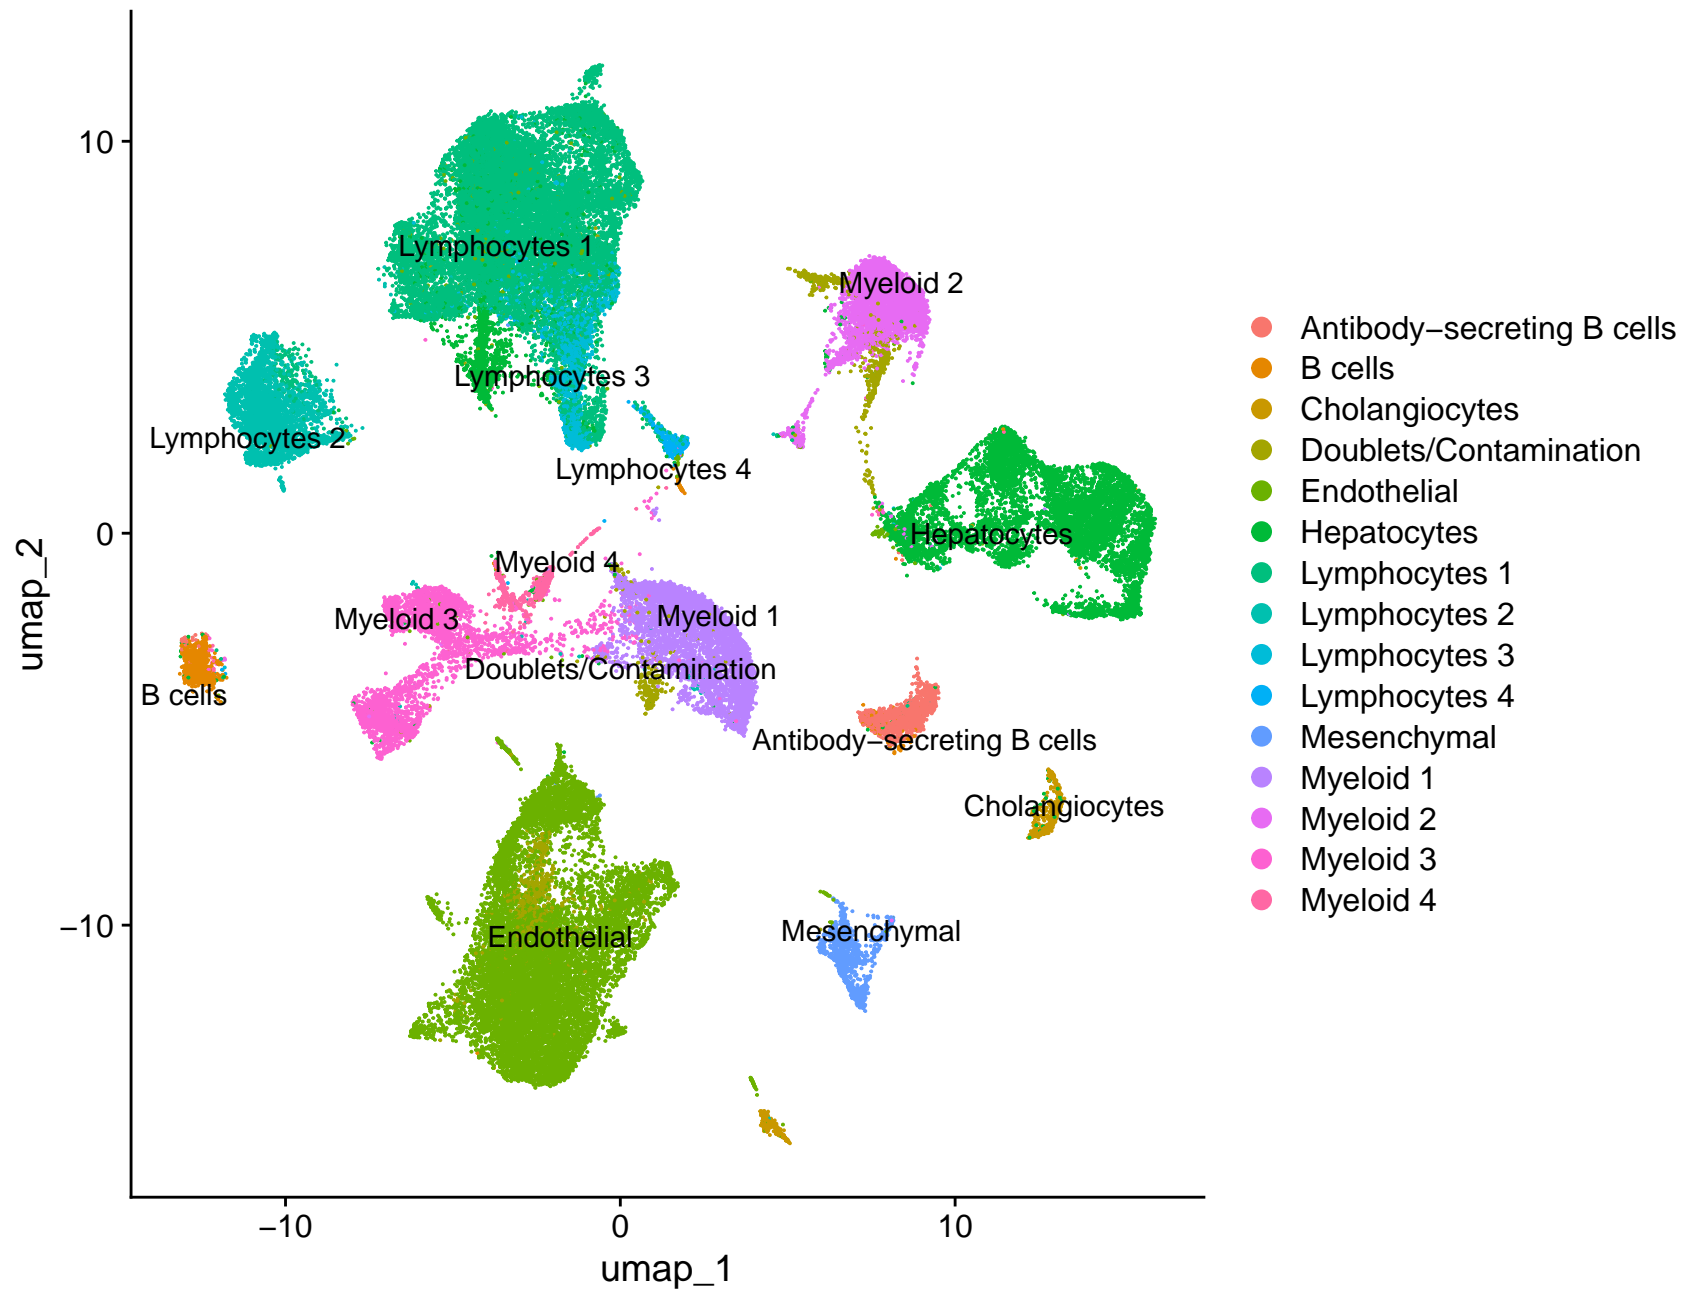 10
0
−10
umap_2
Lymphocytes 1
Myeloid 2
Lymphocytes 3
Lymphocytes 2
Lymphocytes 4
Hepatocytes
Myeloid 4
Myeloid 3
Myeloid 1
Doublets/Contamination
B cells
Antibody−secreting B cells
Cholangiocytes
Mesenchymal
Endothelial
−10
0
10
umap_1
Antibody−secreting B cells
B cells
Cholangiocytes
Doublets/Contamination
Endothelial
Hepatocytes
Lymphocytes 1
Lymphocytes 2
Lymphocytes 3
Lymphocytes 4
Mesenchymal
Myeloid 1
Myeloid 2
Myeloid 3
Myeloid 4